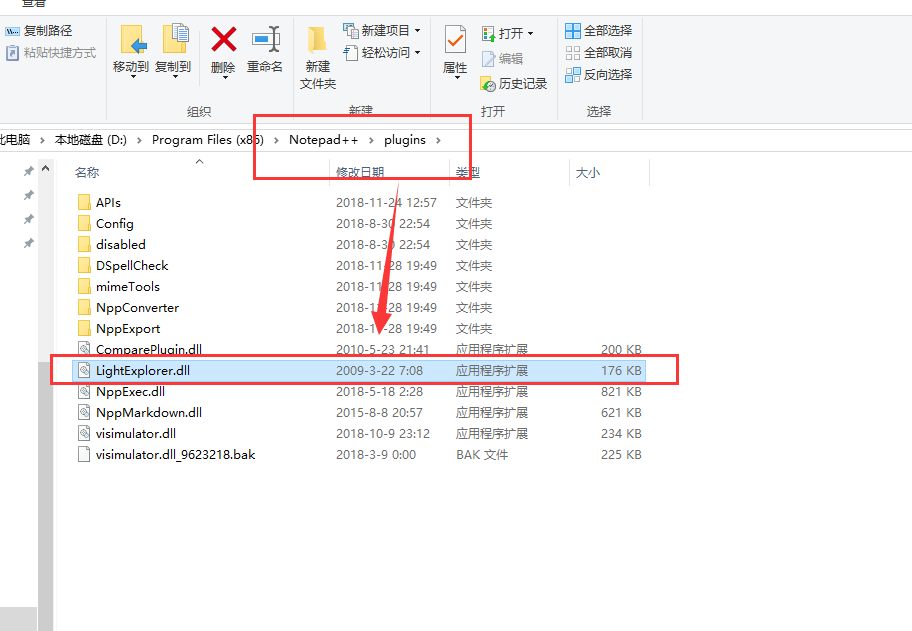 查看
复制路径
粘贴快捷方式
移动到
复制到
删除
重命名
组织
新建
文件夹
新建项目
轻松访问
新建
属性
打开
编辑
历史记录
打开
全部选择
全部取消
反向选择
选择
此电脑 › 本地磁盘 (D:) › Program Files (x86) › Notepad++ › plugins ›
名称 修改日期 类型 大小
APIs 2018-11-24 12:57 文件夹
Config 2018-8-30 22:54 文件夹
disabled 2018-8-30 22:54 文件夹
DSpellCheck 2018-11-28 19:49 文件夹
mimeTools 2018-11-28 19:49 文件夹
NppConverter 2018-11-28 19:49 文件夹
NppExport 2018-11-28 19:49 文件夹
ComparePlugin.dll 2010-5-23 21:41 应用程序扩展 200 KB
LightExplorer.dll 2009-3-22 7:08 应用程序扩展 176 KB
NppExec.dll 2018-5-18 2:28 应用程序扩展 821 KB
NppMarkdown.dll 2015-8-8 20:57 应用程序扩展 621 KB
visimulator.dll 2018-10-9 23:12 应用程序扩展 234 KB
visimulator.dll_9623218.bak 2018-3-9 0:00 BAK 文件 225 KB